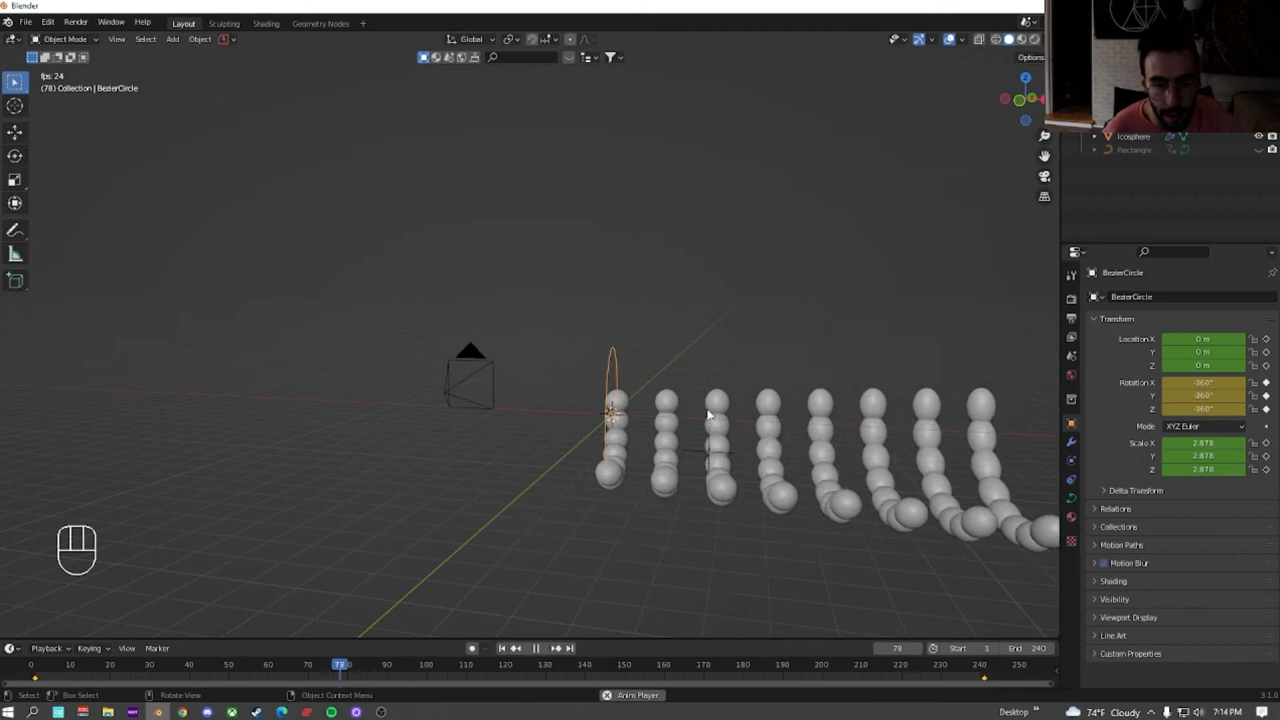 Blender
File Edit Render Window Help Layout Sculpting Shading Geometry Nodes +
Object Mode View Select Add Object Global
Options
fps: 24
(78) Collection | BezierCircle
Z
Icosphere
Rectangle
BezierCircle
BezierCircle
Transform
Location X 0 m
Y 0 m
Z 0 m
Rotation X -360°
Y -360°
Z -360°
Mode XYZ Euler
Scale X 2.878
Y 2.878
Z 2.878
Delta Transform
Relations
Collections
Motion Paths
Motion Blur
Shading
Visibility
Viewport Display
Line Art
Custom Properties
Playback Keying View Marker 78 Start 1 End 240
0 10 20 30 40 50 60 70 78 80 90 100 110 120 130 140 150 160 170 180 190 200 210 220 230 240 250
Select Box Select Rotate View Object Context Menu Anim Player 3.1.0
Desktop 74°F Cloudy 7:14 PM